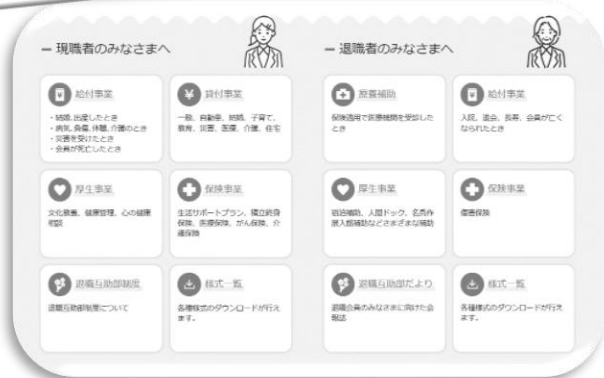 現職者のみなさまへ
給付事業
・結婚、出産したとき
・病気、負傷、休職、介護のとき
・災害を受けたとき
・会員が死亡したとき
貸付事業
一般、自動車、結婚、子育て、
教育、災害、医療、介護、住宅
厚生事業
文化教養、健康管理、心の健康
相談
保険事業
生活サポートプラン、積立終身
保険、医療保険、がん保険、介
護保険
退職互助部制度
退職互助部制度について
様式一覧
各種様式のダウンロードが行え
ます。
退職者のみなさまへ
療養補助
保険適用で医療機関を受診した
とき
給付事業
入院、退会、長寿、会員が亡く
なられたとき
厚生事業
宿泊補助、人間ドック、名画作
展入館補助などさまざまな補助
保険事業
傷害保険
退職互助部だより
退職会員のみなさまに向けた会
報誌
様式一覧
各種様式のダウンロードが行え
ます。